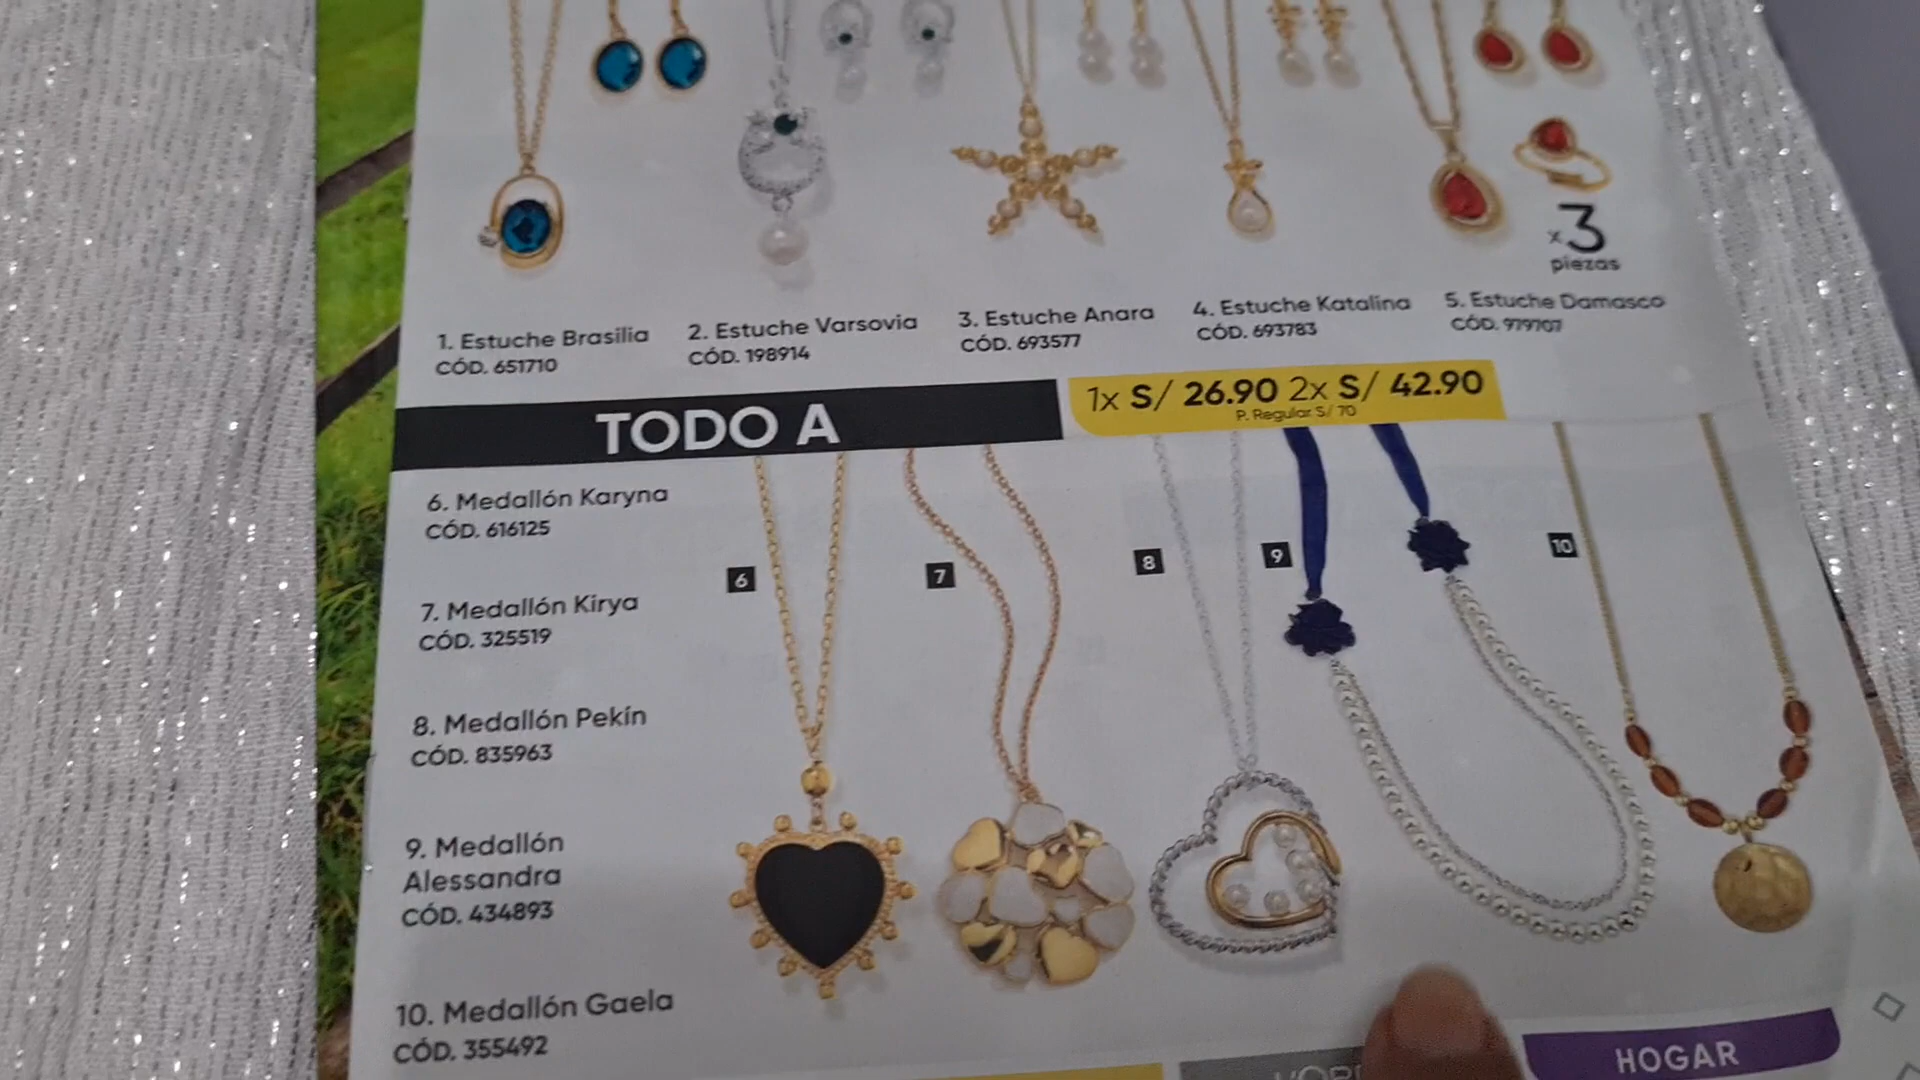 x3
piezas
1. Estuche Brasilia
CÓD. 651710
2. Estuche Varsovia
CÓD. 198914
3. Estuche Anara
CÓD. 693577
4. Estuche Katalina
CÓD. 693783
5. Estuche Damasco
CÓD. 979707
TODO A
1x S/ 26.90 2x S/ 42.90
P. Regular S/ 70
6. Medallón Karyna
CÓD. 616125
7. Medallón Kirya
CÓD. 325519
8. Medallón Pekín
CÓD. 835963
9. Medallón
Alessandra
CÓD. 434893
10. Medallón Gaela
CÓD. 355492
6
7
8
9
10
HOGAR